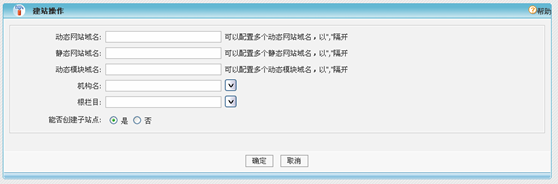 建站操作 帮助
动态网站域名: 可以配置多个动态网站域名，以","隔开
静态网站域名: 可以配置多个静态网站域名，以","隔开
动态模块域名: 可以配置多个动态模块域名，以","隔开
机构名:
根栏目:
能否创建子站点: 是 否
确定 取消